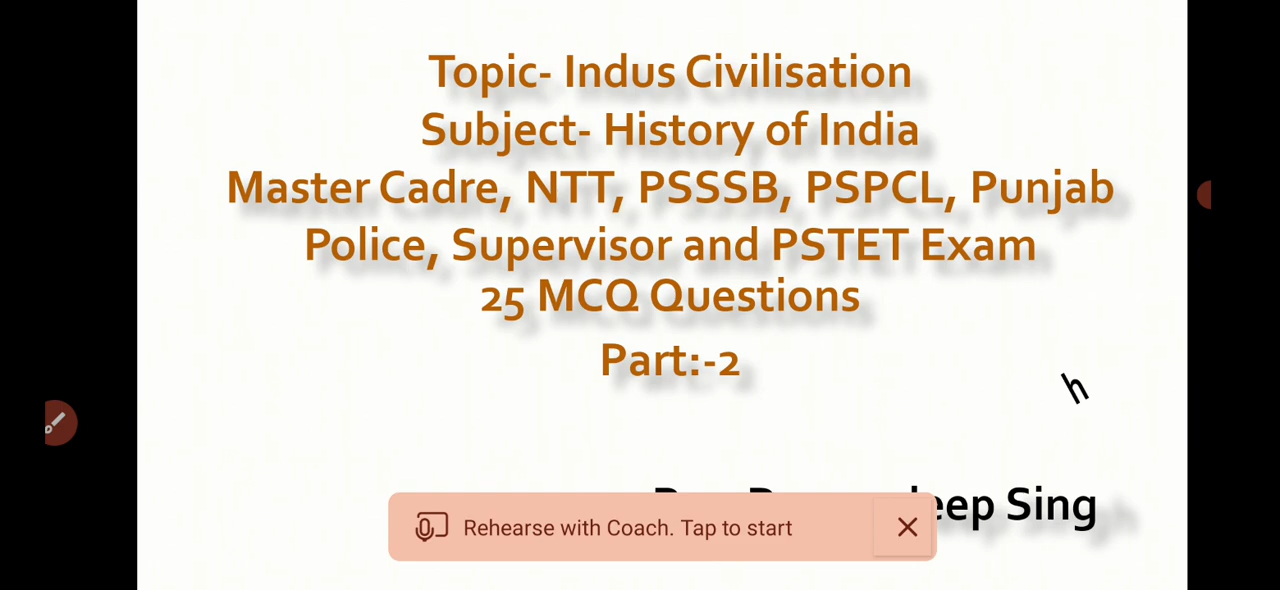 Topic- Indus Civilisation
Subject- History of India
Master Cadre, NTT, PSSSB, PSPCL, Punjab
Police, Supervisor and PSTET Exam
25 MCQ Questions
Part:-2
h
Sing
Rehearse with Coach. Tap to start